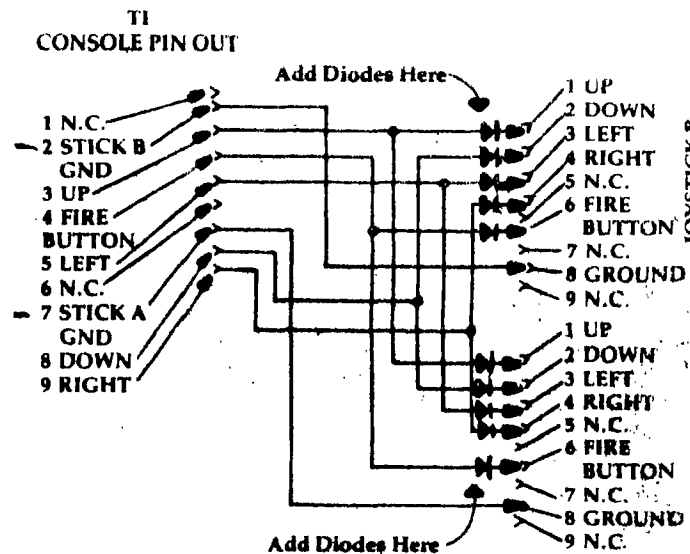 TI
CONSOLE PIN OUT
Add Diodes Here
1 N.C.
2 STICK B
GND
3 UP
4 FIRE
BUTTON
5 LEFT
6 N.C.
7 STICK A
GND
8 DOWN
9 RIGHT
1 UP
2 DOWN
3 LEFT
4 RIGHT
5 N.C.
6 FIRE
BUTTON
7 N.C.
8 GROUND
9 N.C.
JOYSTICK B
1 UP
2 DOWN
3 LEFT
4 RIGHT
5 N.C.
6 FIRE
BUTTON
7 N.C.
8 GROUND
9 N.C.
Add Diodes Here